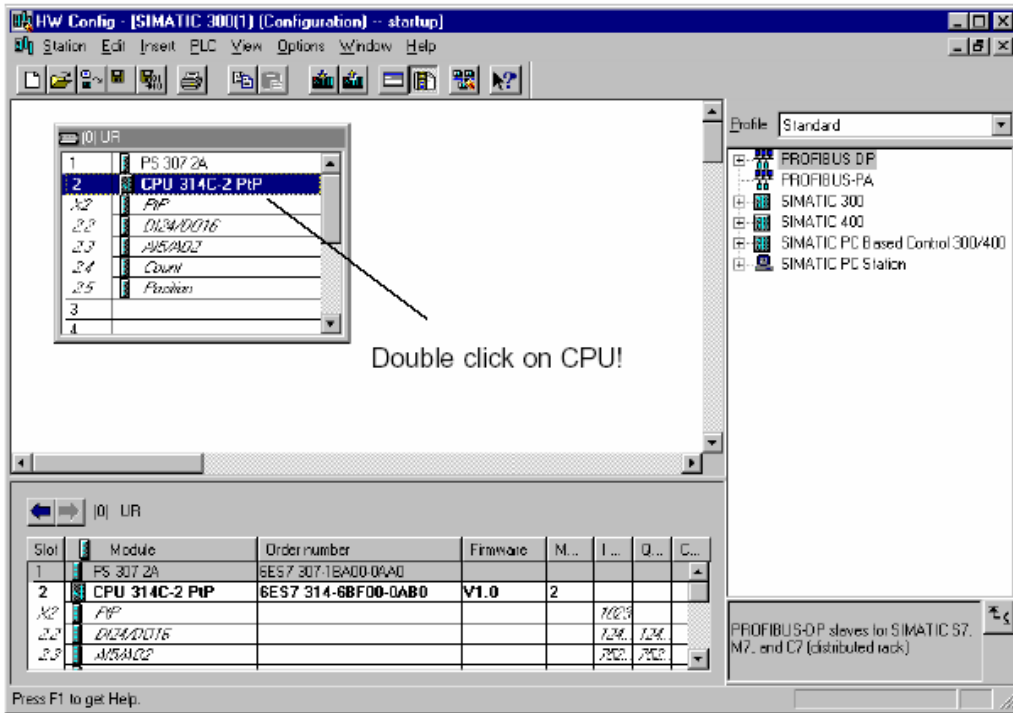 HW Config - [SIMATIC 300(1) (Configuration) -- startup]
Station Edit Insert PLC View Options Window Help
Profile Standard
(0) UR
1 PS 307 2A
2 CPU 314C-2 PtP
X2 PtP
2.2 DI24/DO16
2.3 AI5/AO2
2.4 Count
2.5 Position
3
4
PROFIBUS DP
PROFIBUS-PA
SIMATIC 300
SIMATIC 400
SIMATIC PC Based Control 300/400
SIMATIC PC Station
Double click on CPU!
(0) UR
Slot Module Order number Firmware M... I ... Q... C...
1 PS 307 2A 6ES7 307-1BA00-0AA0
2 CPU 314C-2 PtP 6ES7 314-6BF00-0AB0 V1.0 2
X2 PtP 1023
2.2 DI24/DO16 124... 124...
2.3 AI5/AO2 752... 752...
PROFIBUS-DP slaves for SIMATIC S7,
M7, and C7 (distributed rack)
Press F1 to get Help.